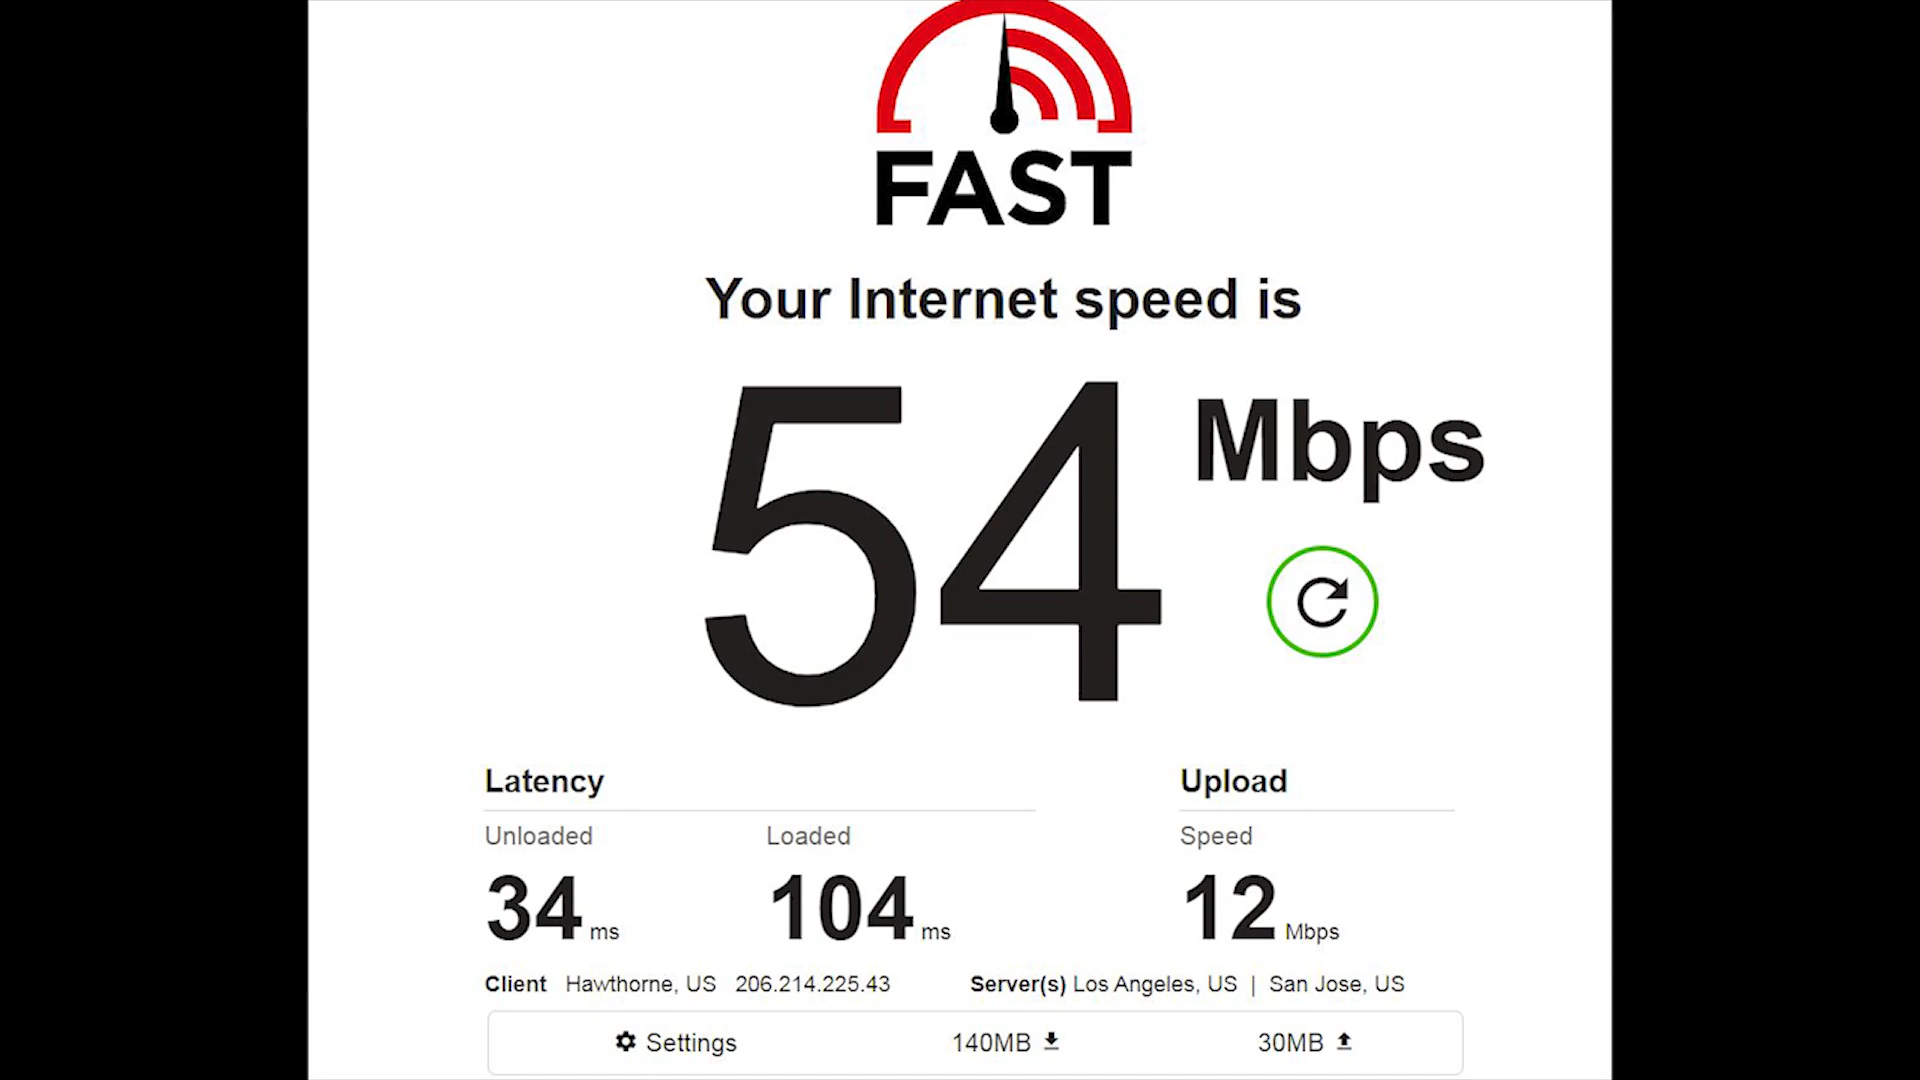 FAST
Your Internet speed is
54 Mbps
Latency Upload
Unloaded Loaded Speed
34 ms 104 ms 12 Mbps
Client Hawthorne, US 206.214.225.43 Server(s) Los Angeles, US | San Jose, US
Settings 140MB 30MB